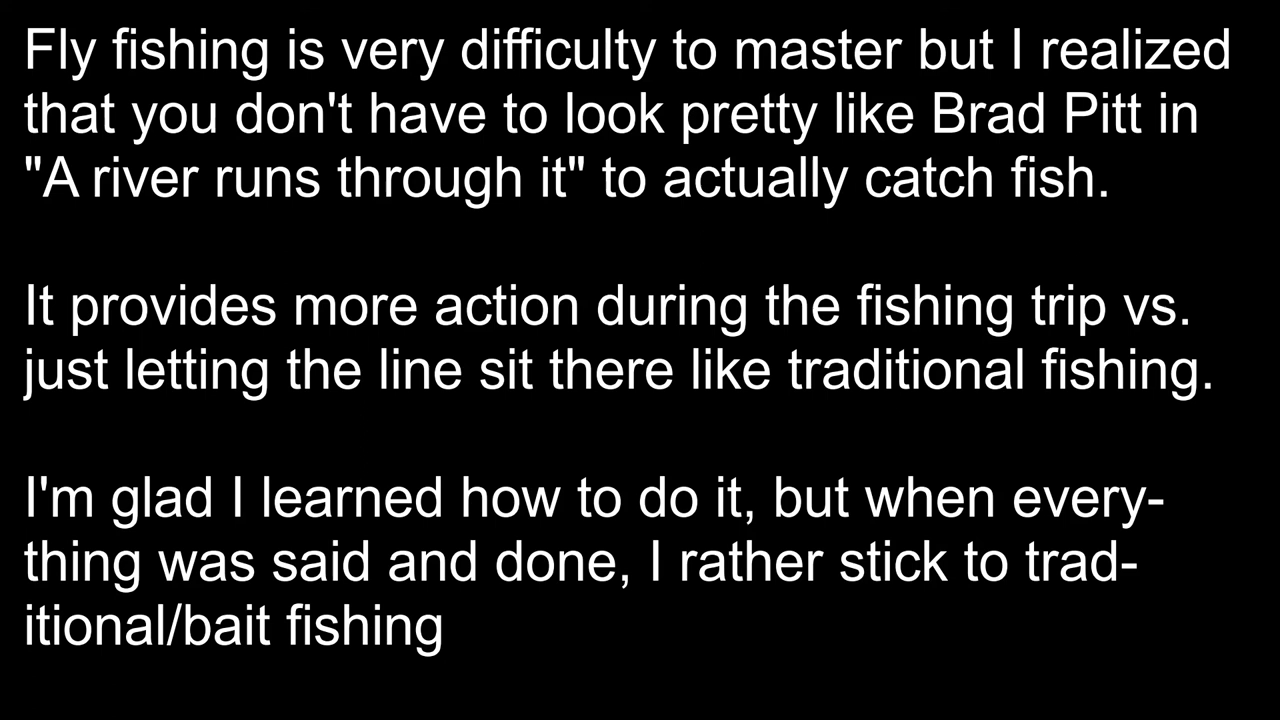 Fly fishing is very difficulty to master but I realized
that you don't have to look pretty like Brad Pitt in
"A river runs through it" to actually catch fish.
It provides more action during the fishing trip vs.
just letting the line sit there like traditional fishing.
I'm glad I learned how to do it, but when every-
thing was said and done, I rather stick to trad-
itional/bait fishing